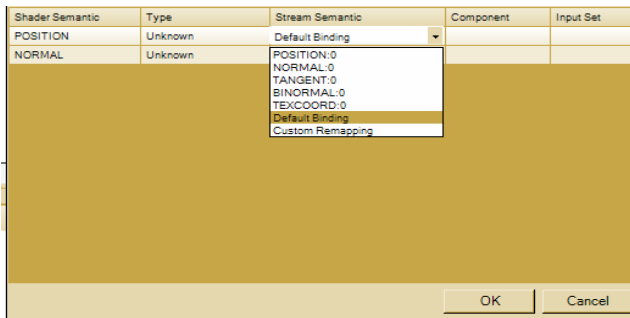 Shader Semantic Type Stream Semantic Component Input Set
POSITION Unknown Default Binding
NORMAL Unknown
POSITION:0
NORMAL:0
TANGENT:0
BINORMAL:0
TEXCOORD:0
Default Binding
Custom Remapping
OK Cancel